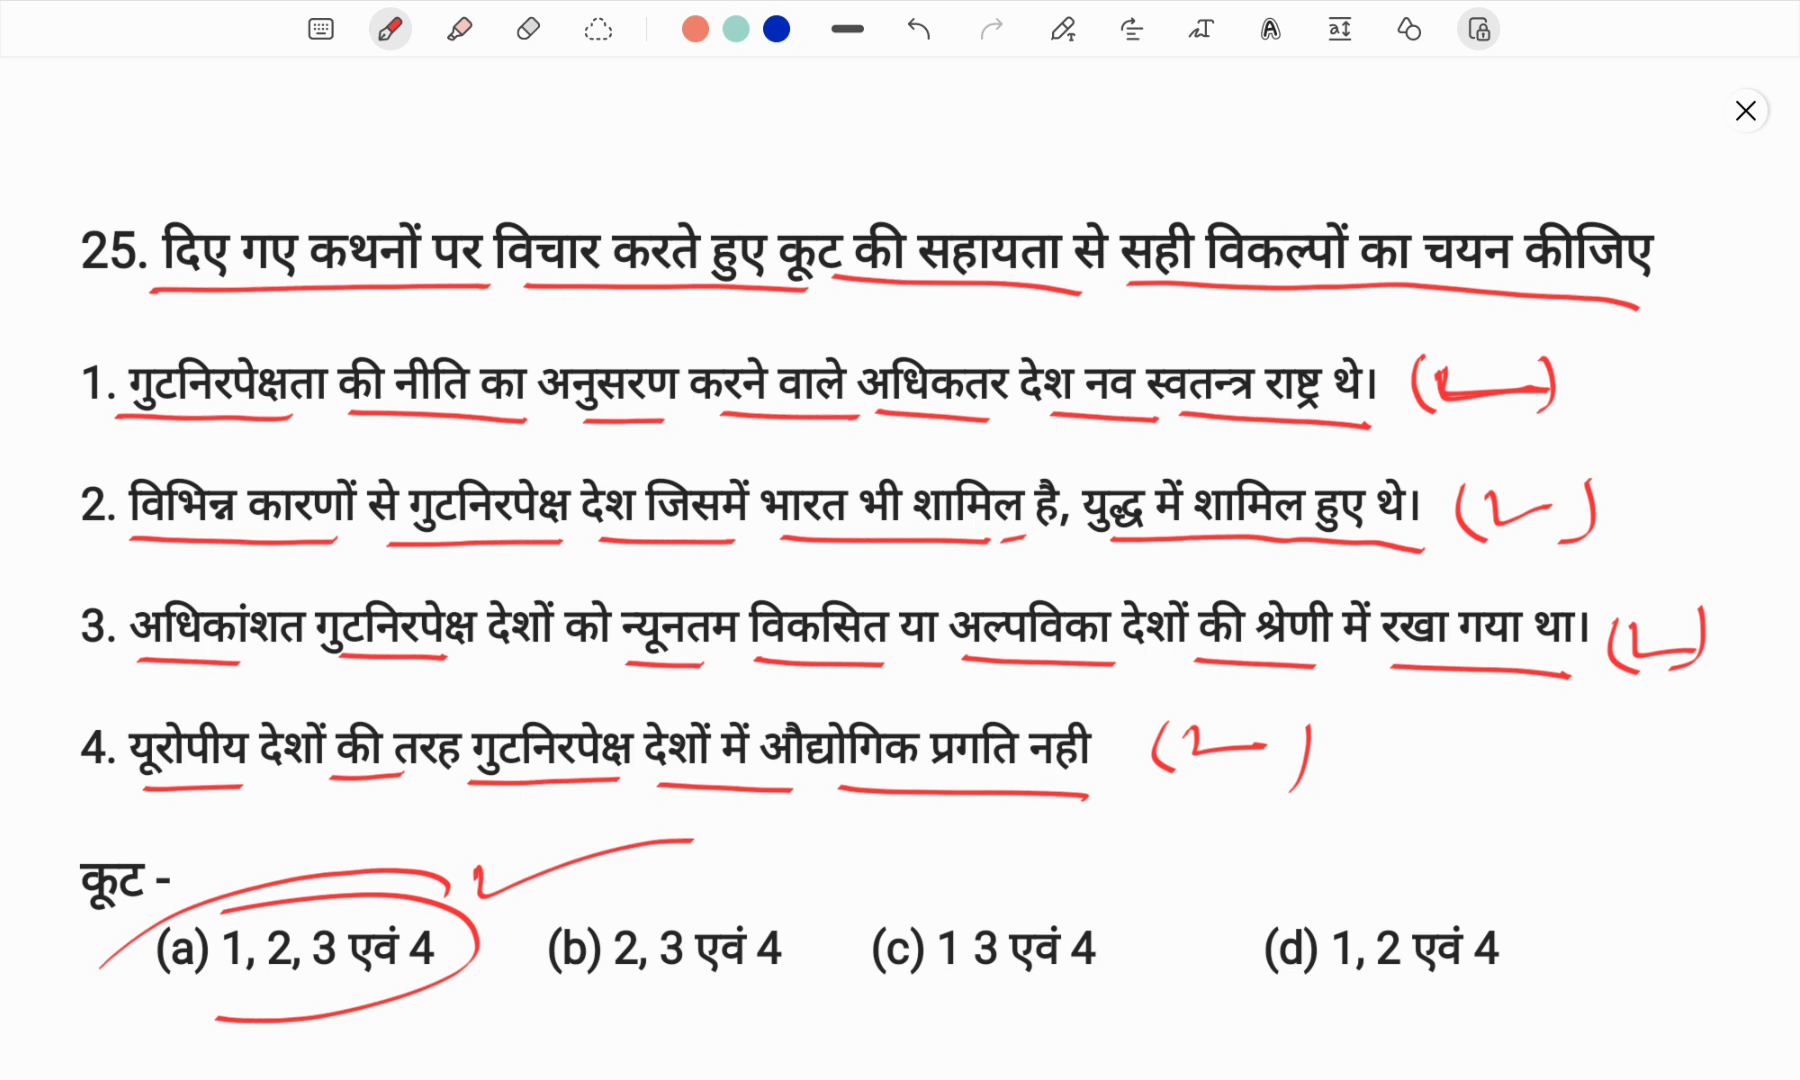 25. दिए गए कथनों पर विचार करते हुए कूट की सहायता से सही विकल्पों का चयन कीजिए
1. गुटनिरपेक्षता की नीति का अनुसरण करने वाले अधिकतर देश नव स्वतन्त्र राष्ट्र थे।
2. विभिन्न कारणों से गुटनिरपेक्ष देश जिसमें भारत भी शामिल है, युद्ध में शामिल हुए थे।
3. अधिकांशत गुटनिरपेक्ष देशों को न्यूनतम विकसित या अल्पविका देशों की श्रेणी में रखा गया था।
4. यूरोपीय देशों की तरह गुटनिरपेक्ष देशों में औद्योगिक प्रगति नही
कूट -
(a) 1, 2, 3 एवं 4 (b) 2, 3 एवं 4 (c) 1 3 एवं 4 (d) 1, 2 एवं 4